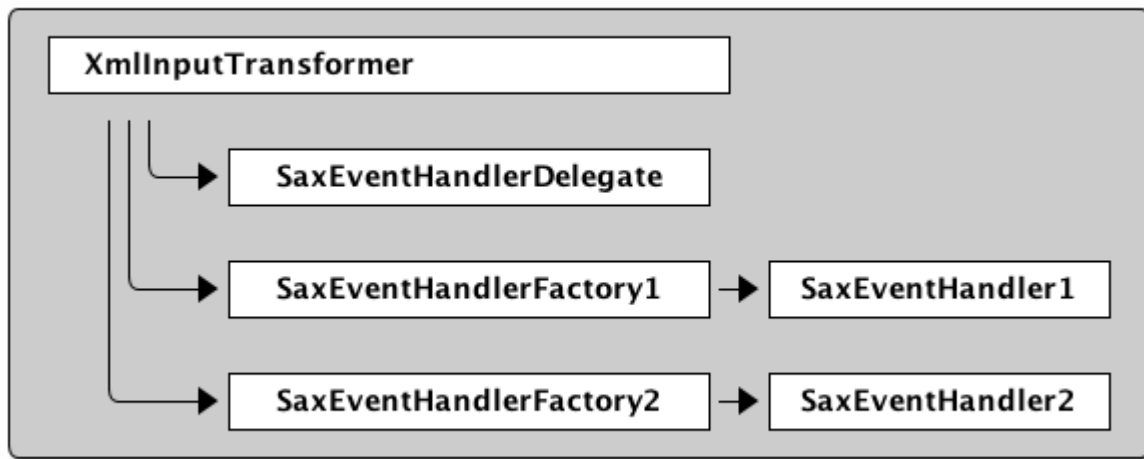 XmlInputTransformer
SaxEventHandlerDelegate
SaxEventHandlerFactory1
SaxEventHandler1
SaxEventHandlerFactory2
SaxEventHandler2